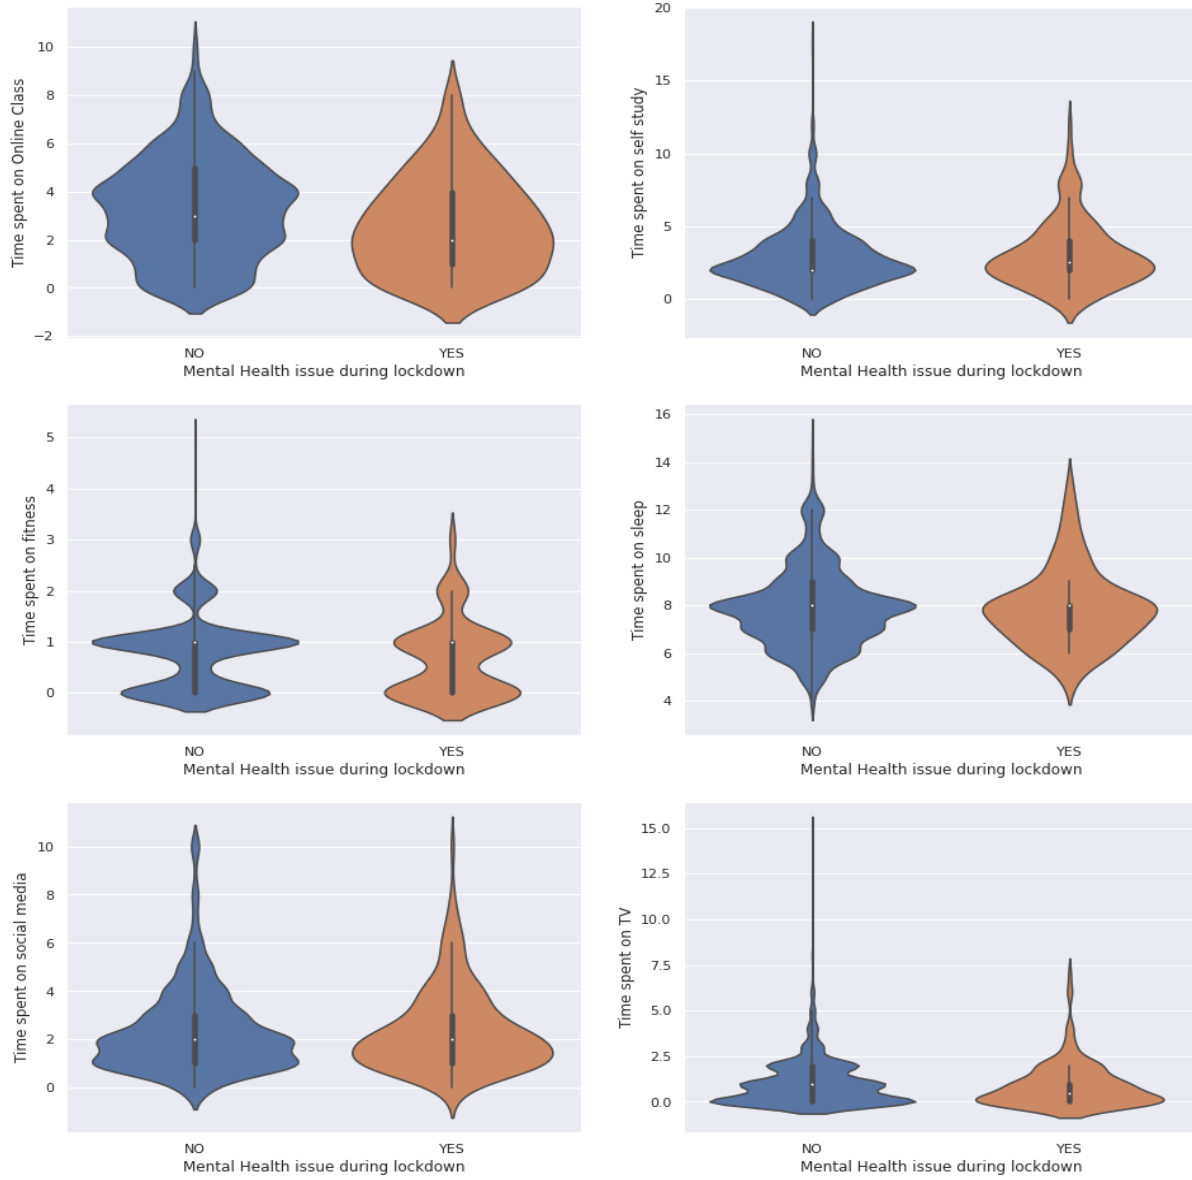 Time spent on Online Class
10
8
6
4
2
0
−2
NO
YES
Mental Health issue during lockdown
Time spent on self study
20
15
10
5
0
NO
YES
Mental Health issue during lockdown
Time spent on fitness
5
4
3
2
1
0
NO
YES
Mental Health issue during lockdown
Time spent on sleep
16
14
12
10
8
6
4
NO
YES
Mental Health issue during lockdown
Time spent on social media
10
8
6
4
2
0
NO
YES
Mental Health issue during lockdown
Time spent on TV
15.0
12.5
10.0
7.5
5.0
2.5
0.0
NO
YES
Mental Health issue during lockdown